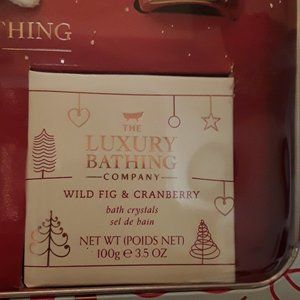 THING
THE
LUXURY
BATHING
COMPANY
WILD FIG & CRANBERRY
bath crystals
sel de bain
NET WT (POIDS NET)
100g e 3.5 OZ